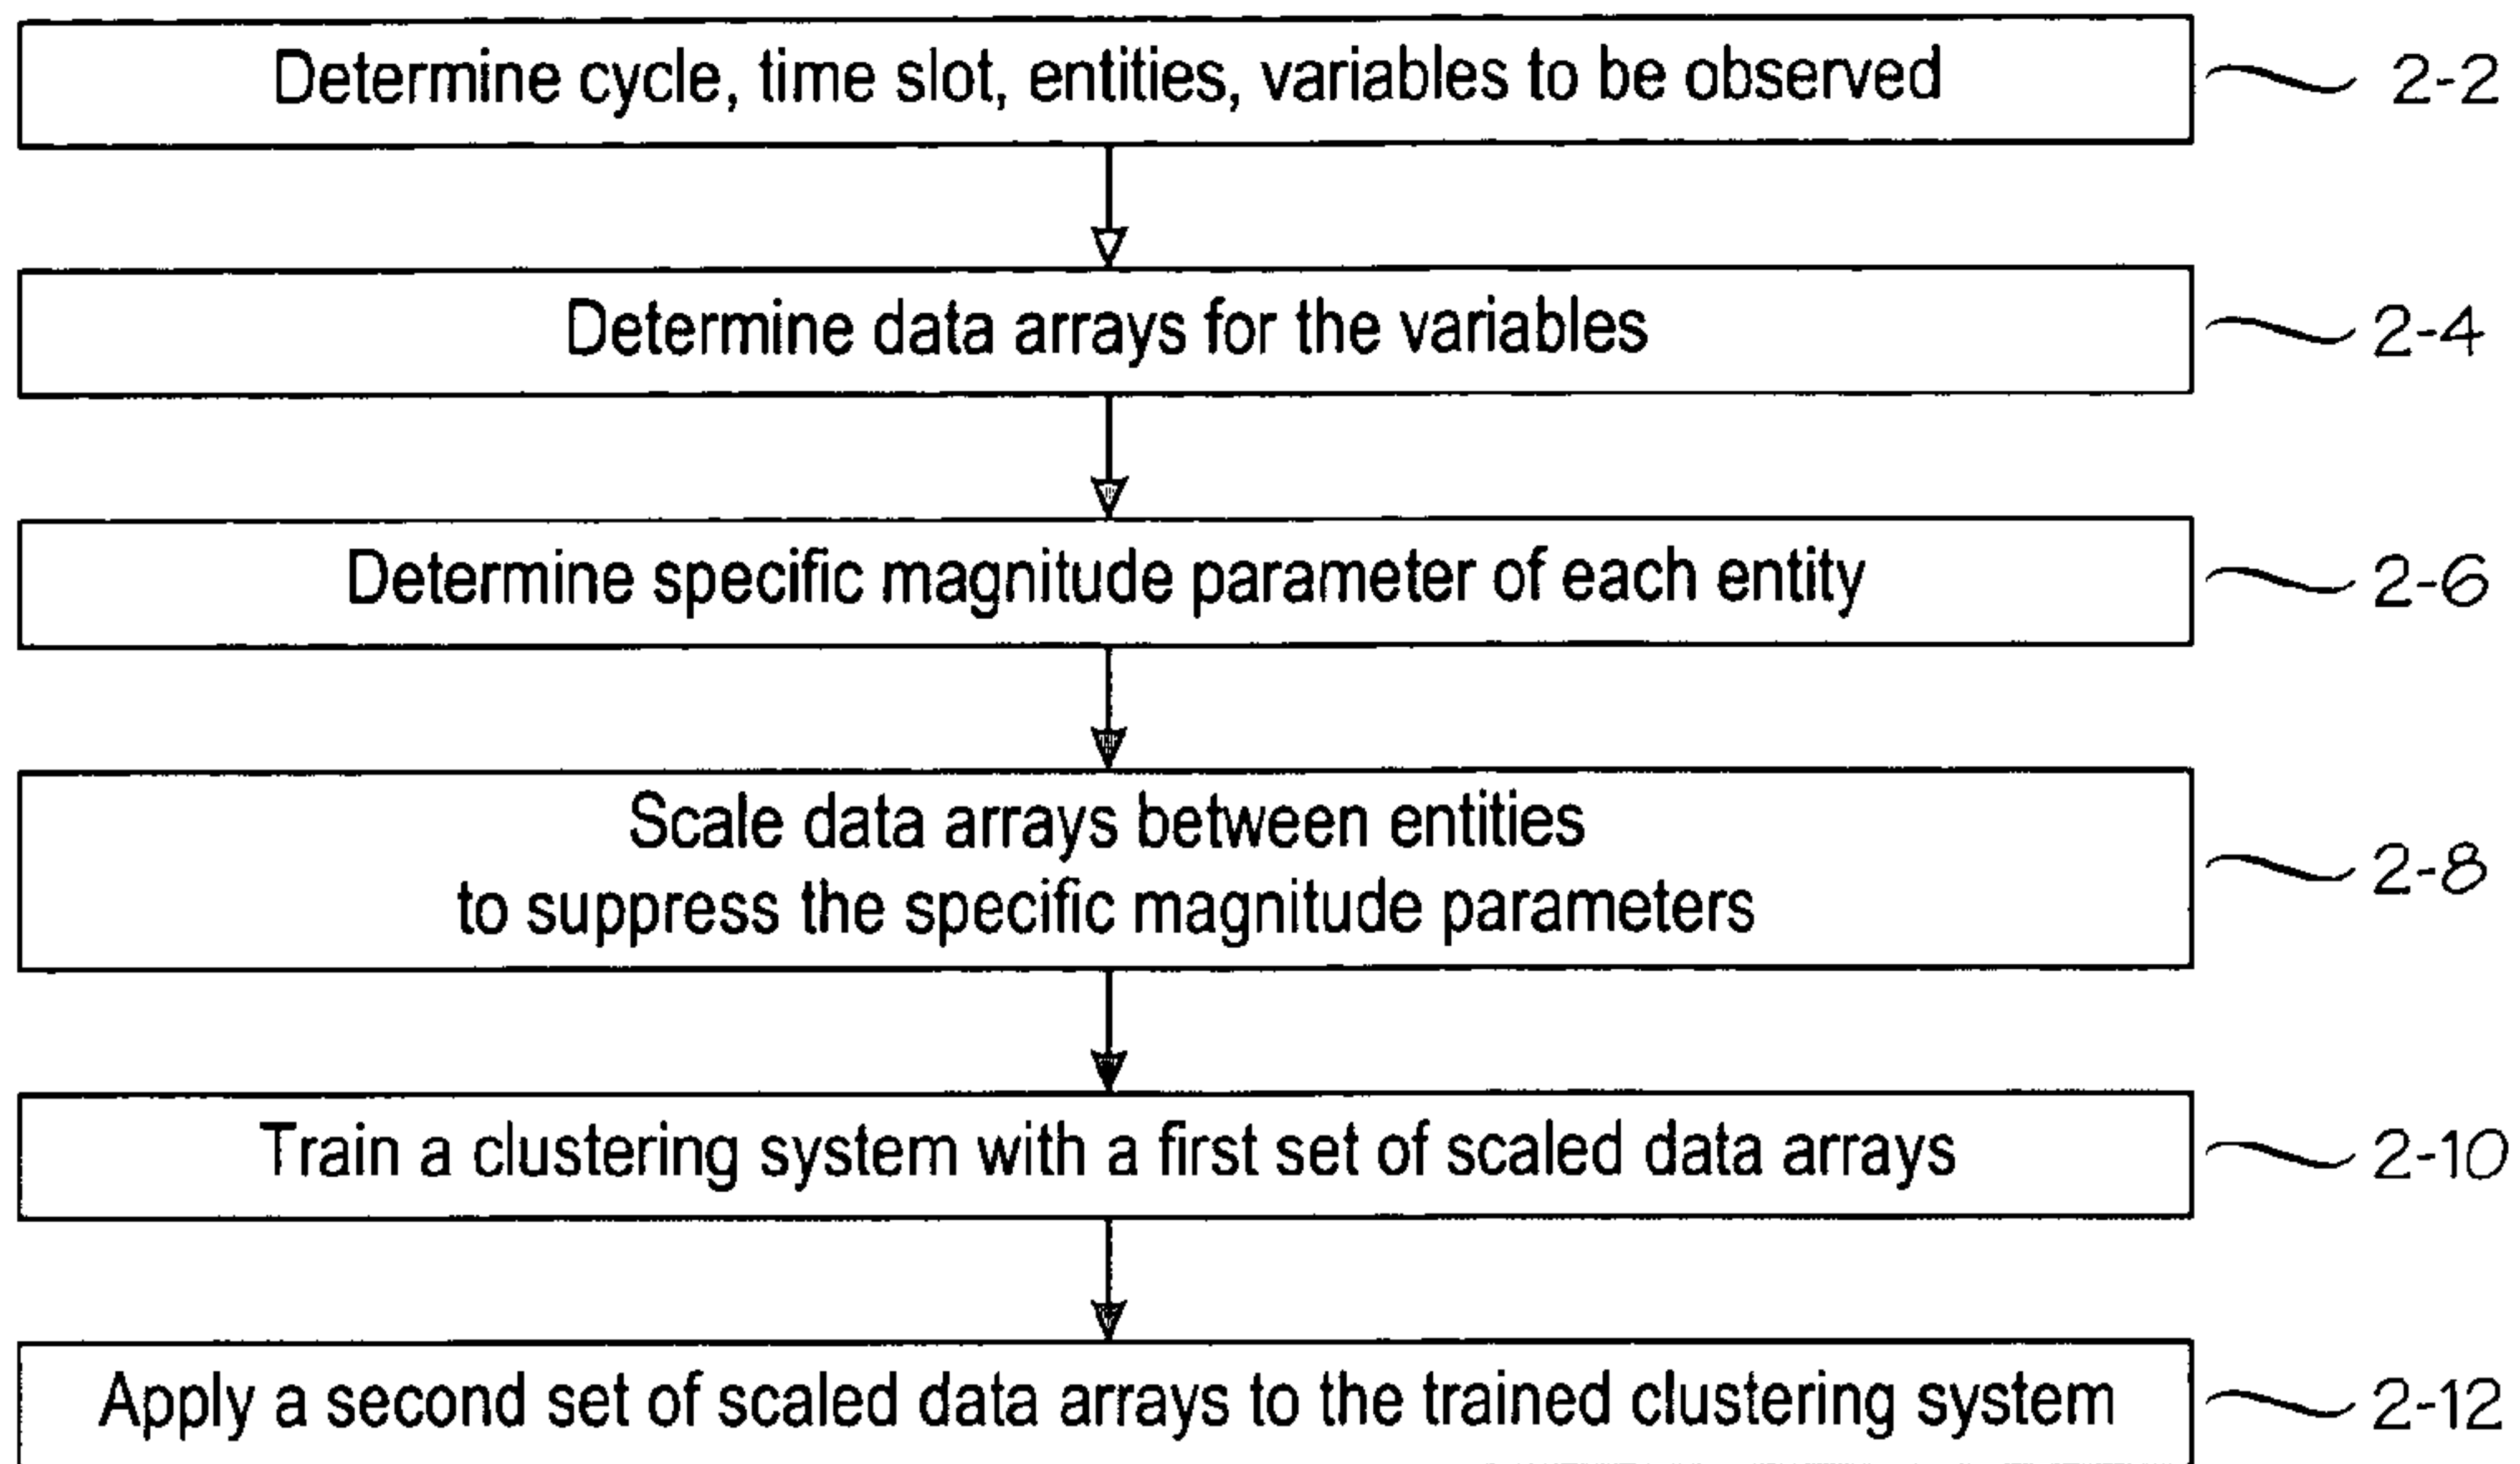 Determine cycle, time slot, entities, variables to be observed 2-2
Determine data arrays for the variables 2-4
Determine specific magnitude parameter of each entity 2-6
Scale data arrays between entities
to suppress the specific magnitude parameters
2-8
Train a clustering system with a first set of scaled data arrays 2-10
Apply a second set of scaled data arrays to the trained clustering system 2-12